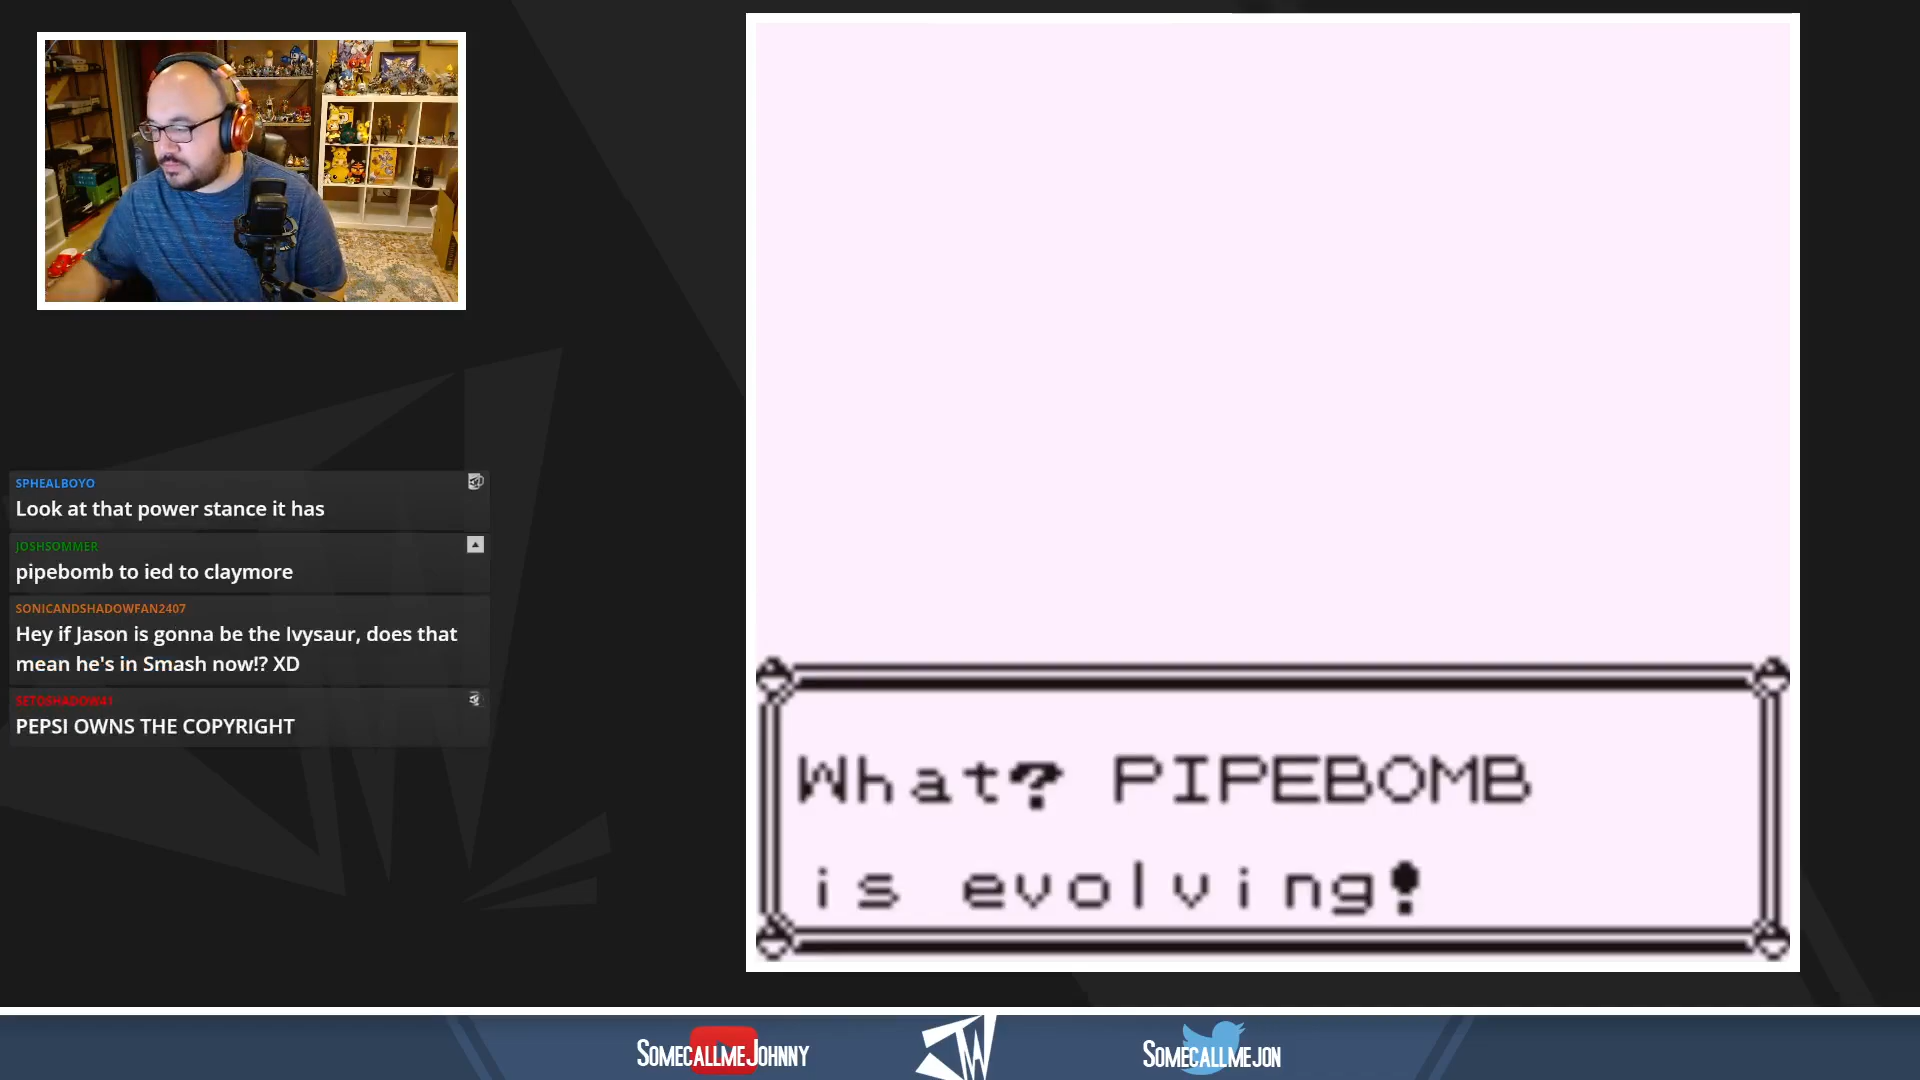 SPHEALBOYO
Look at that power stance it has
JOSHSOMMER
pipebomb to ied to claymore
SONICANDSHADOWFAN2407
Hey if Jason is gonna be the Ivysaur, does that
mean he's in Smash now!? XD
SETOSHADOW41
PEPSI OWNS THE COPYRIGHT
What? PIPEBOMB
is evolving!
SOMECALLMEJOHNNY
SOMECALLMEJON